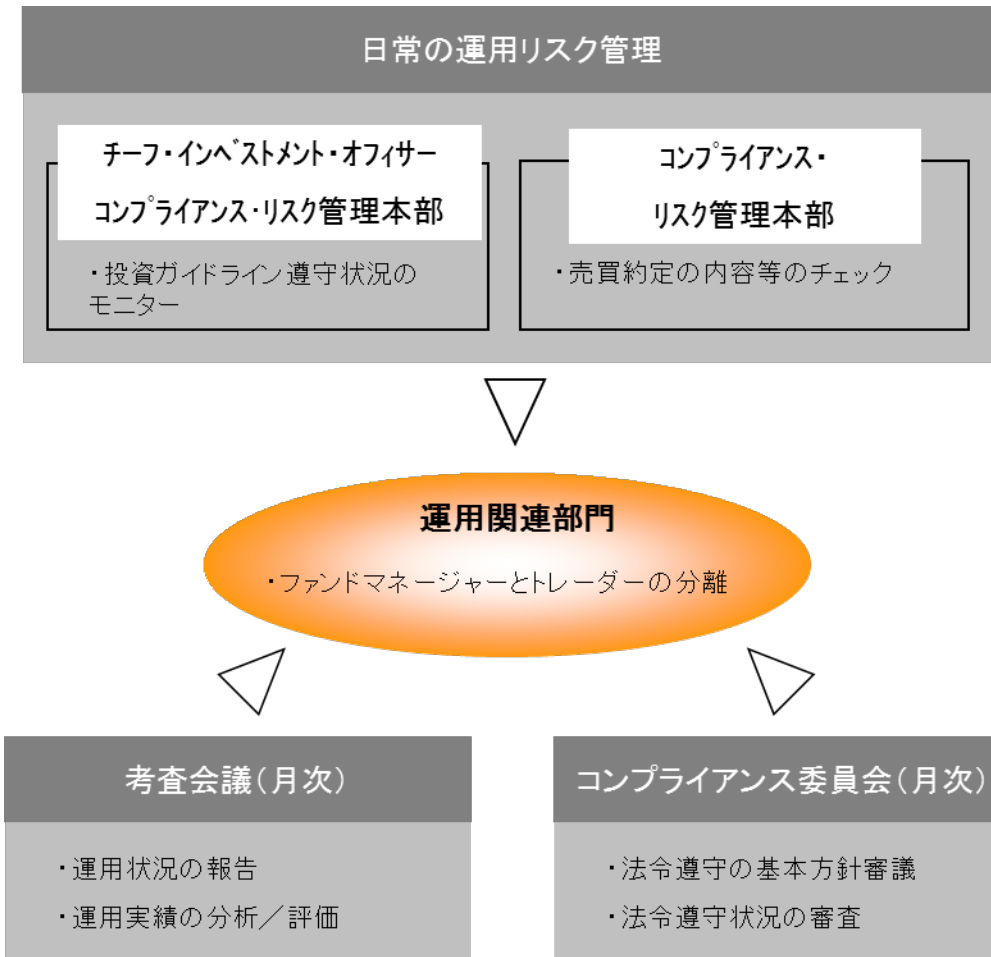 日常の運用リスク管理
チーフ・インベストメント・オフィサー
コンプライアンス・リスク管理本部
・投資ガイドライン遵守状況の
モニター
コンプライアンス・
リスク管理本部
・売買約定の内容等のチェック
運用関連部門
・ファンドマネージャーとトレーダーの分離
考査会議(月次)
・運用状況の報告
・運用実績の分析／評価
コンプライアンス委員会(月次)
・法令遵守の基本方針審議
・法令遵守状況の審査